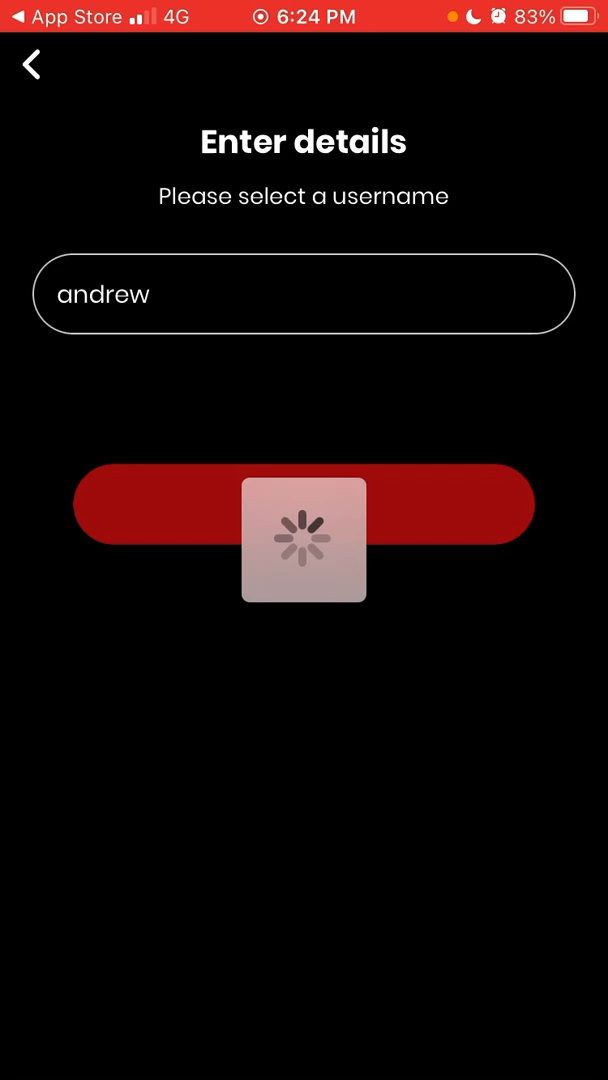 App Store 4G 6:24 PM 83%
Enter details
Please select a username
andrew